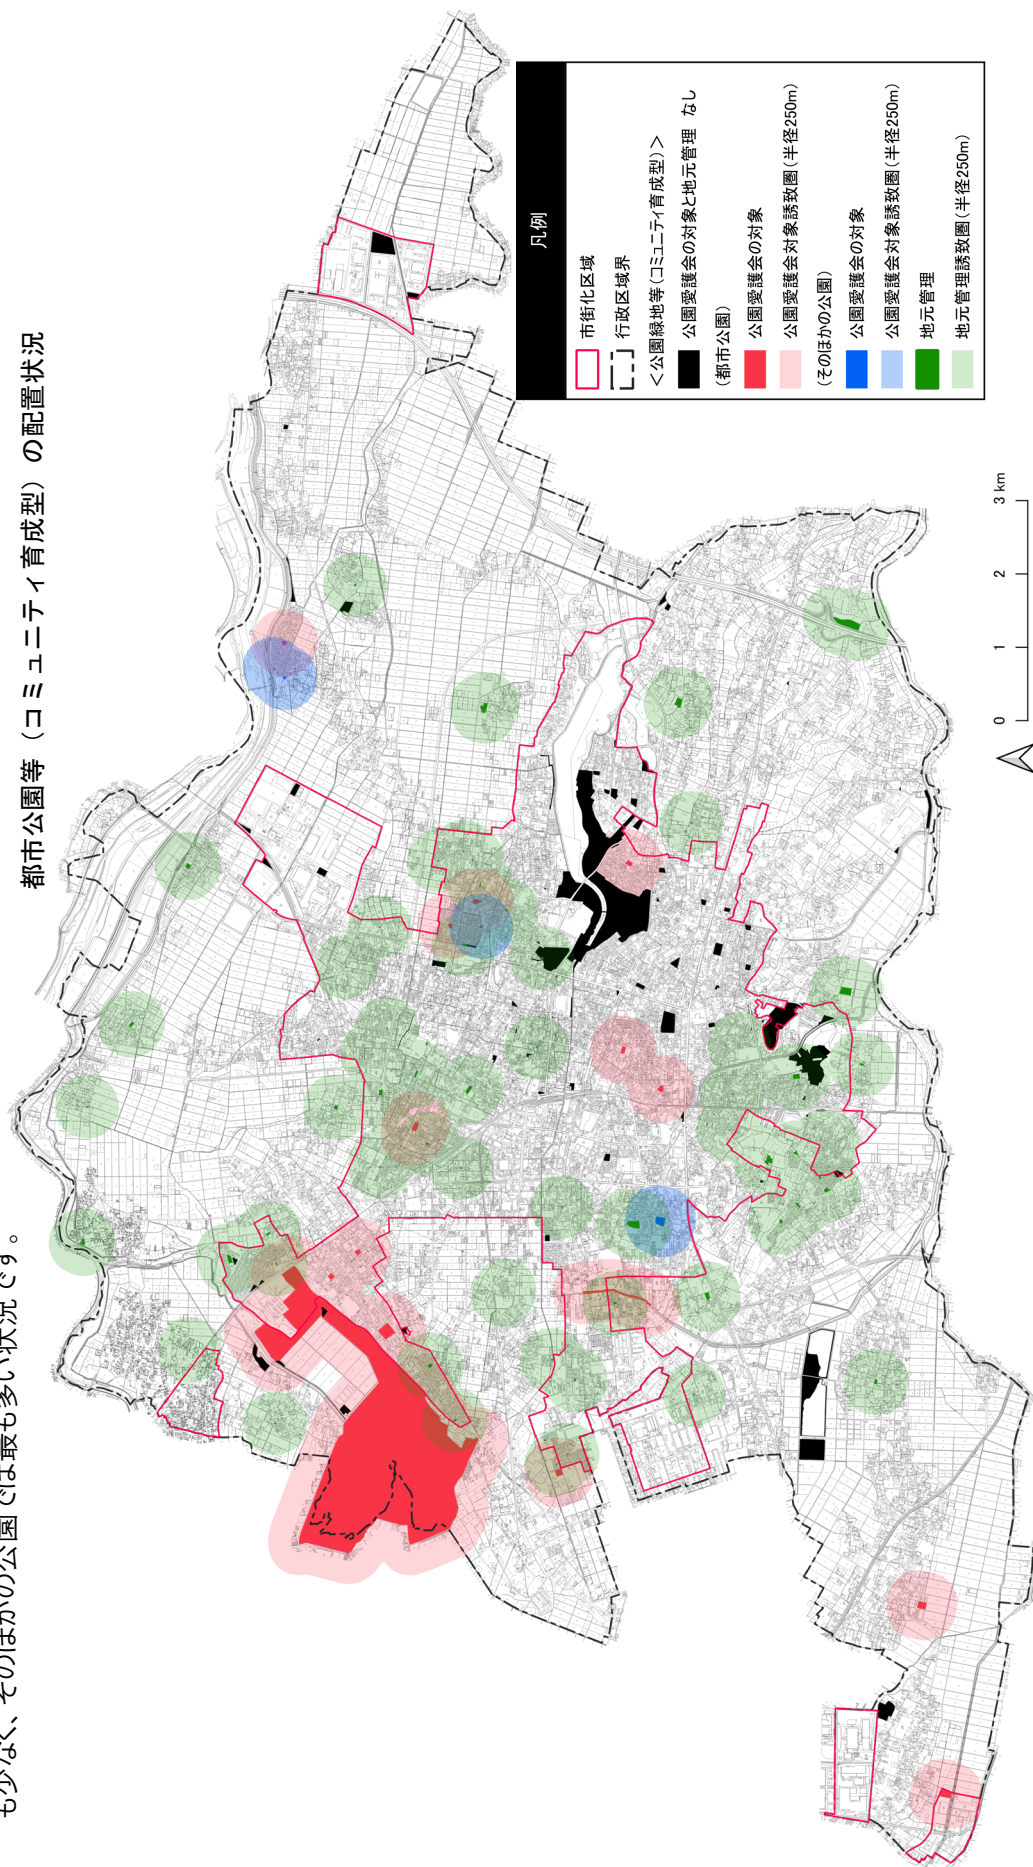 も少なく、そのほかの公園では最も多い状況です。
都市公園等（コミュニティ育成型）の配置状況
凡例
市街化区域
行政区域界
＜公園緑地等（コミュニティ育成型）＞
公園愛護会の対象と地元管理 なし
（都市公園）
公園愛護会の対象
公園愛護会対象誘致圏（半径250m）
（そのほかの公園）
公園愛護会の対象
公園愛護会対象誘致圏（半径250m）
地元管理
地元管理誘致圏（半径250m）
0 1 2 3 km